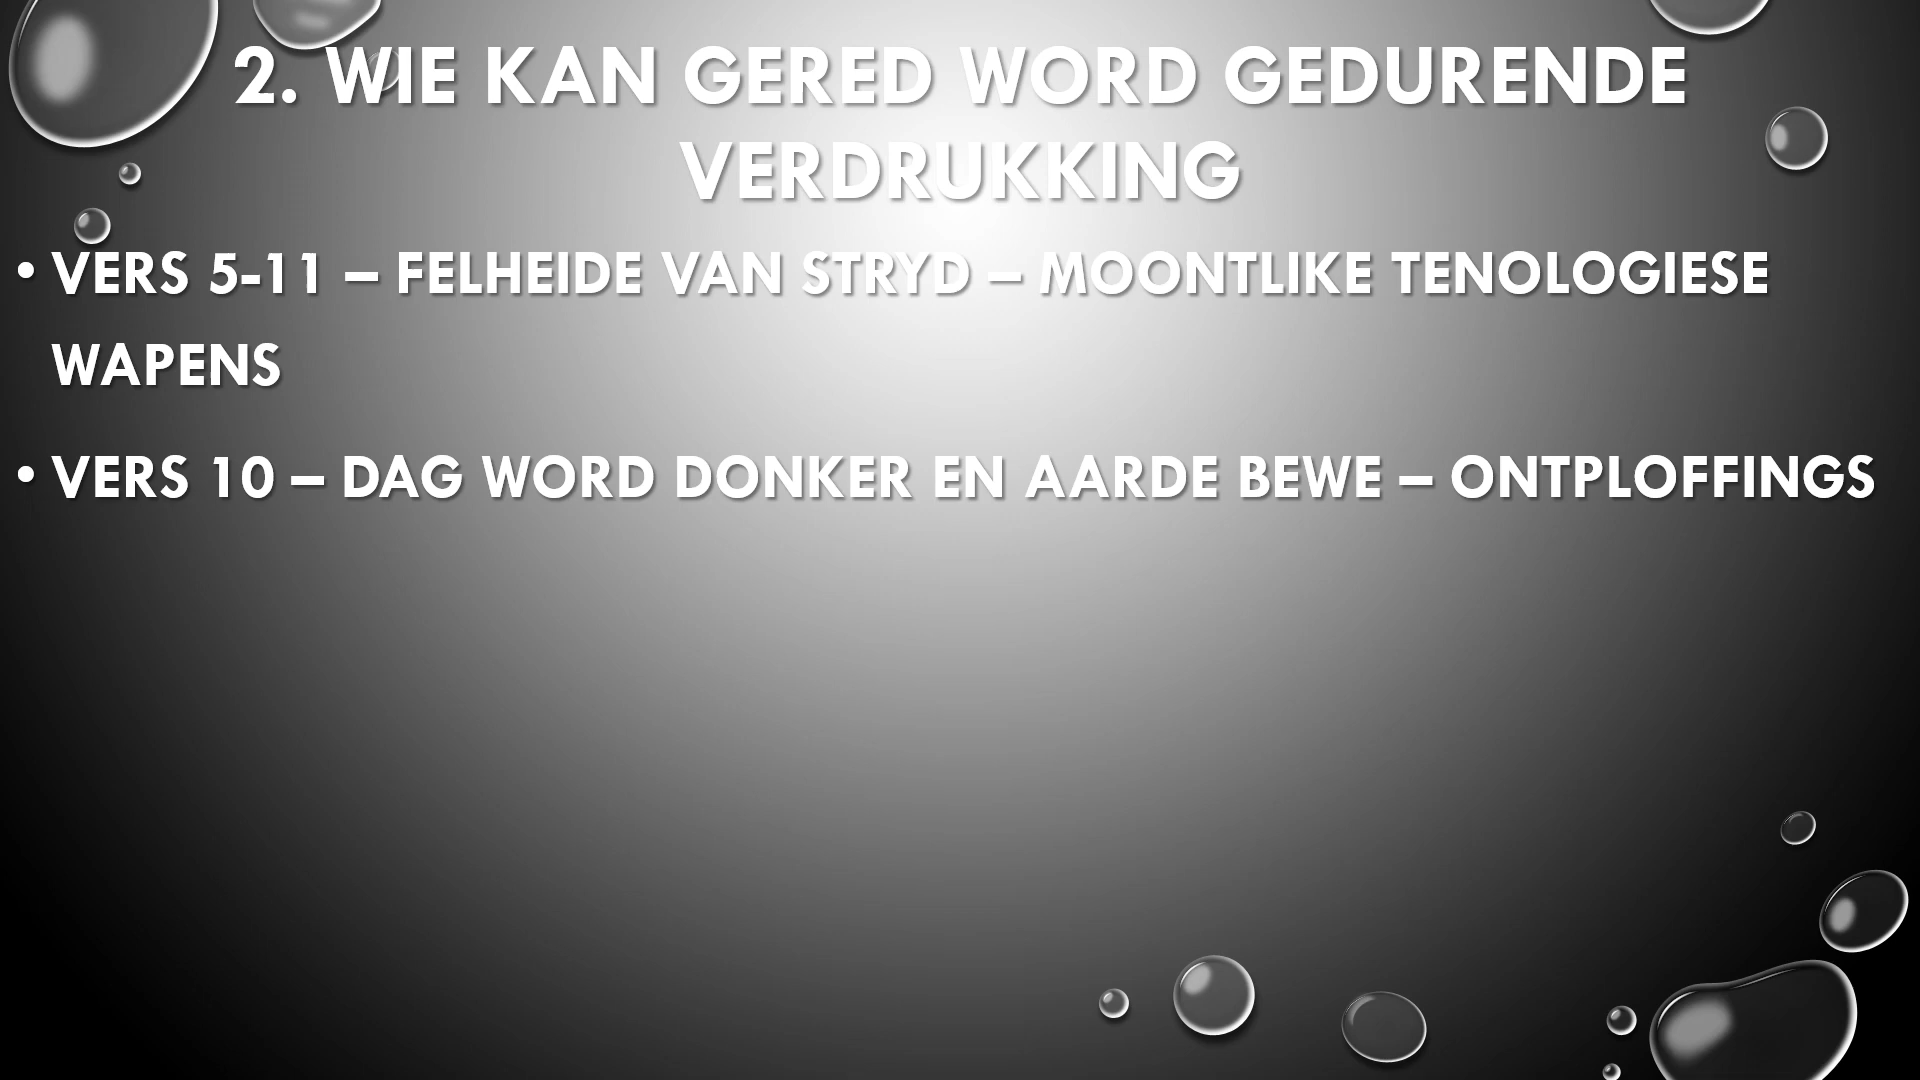 2. WIE KAN GERED WORD GEDURENDE
VERDRUKKING
• VERS 5-11 – FELHEIDE VAN STRYD – MOONTLIKE TENOLOGIESE
WAPENS
• VERS 10 – DAG WORD DONKER EN AARDE BEWE – ONTPLOFFINGS